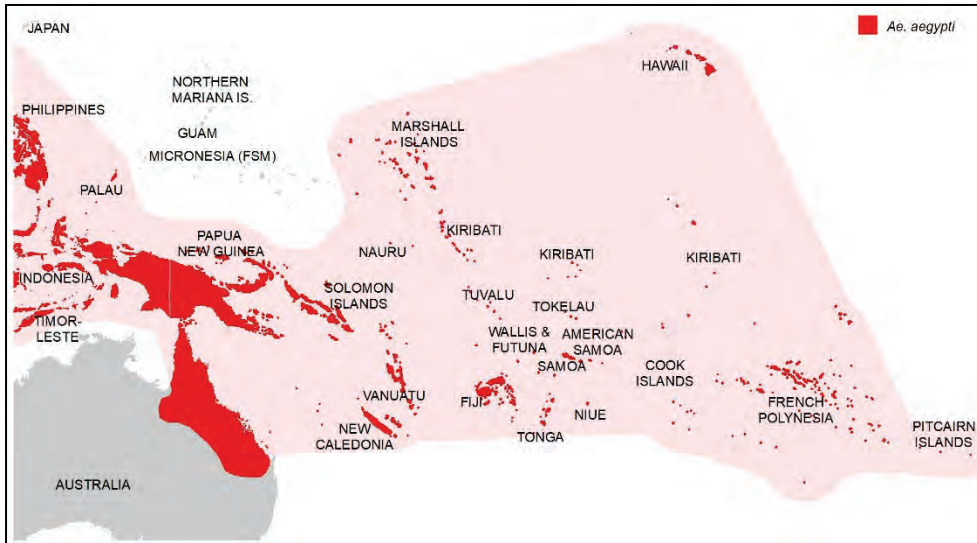 JAPAN
Ae. aegypti
HAWAII
NORTHERN
MARIANA IS.
PHILIPPINES
GUAM
MARSHALL
ISLANDS
MICRONESIA (FSM)
PALAU
KIRIBATI
PAPUA
NEW GUINEA
NAURU
KIRIBATI
KIRIBATI
INDONESIA
SOLOMON
ISLANDS
TUVALU
TOKELAU
TIMOR-
LESTE
WALLIS &
FUTUNA
AMERICAN
SAMOA
SAMOA
COOK
ISLANDS
VANUATU
FIJI
NIUE
FRENCH
POLYNESIA
NEW
CALEDONIA
TONGA
PITCAIRN
ISLANDS
AUSTRALIA